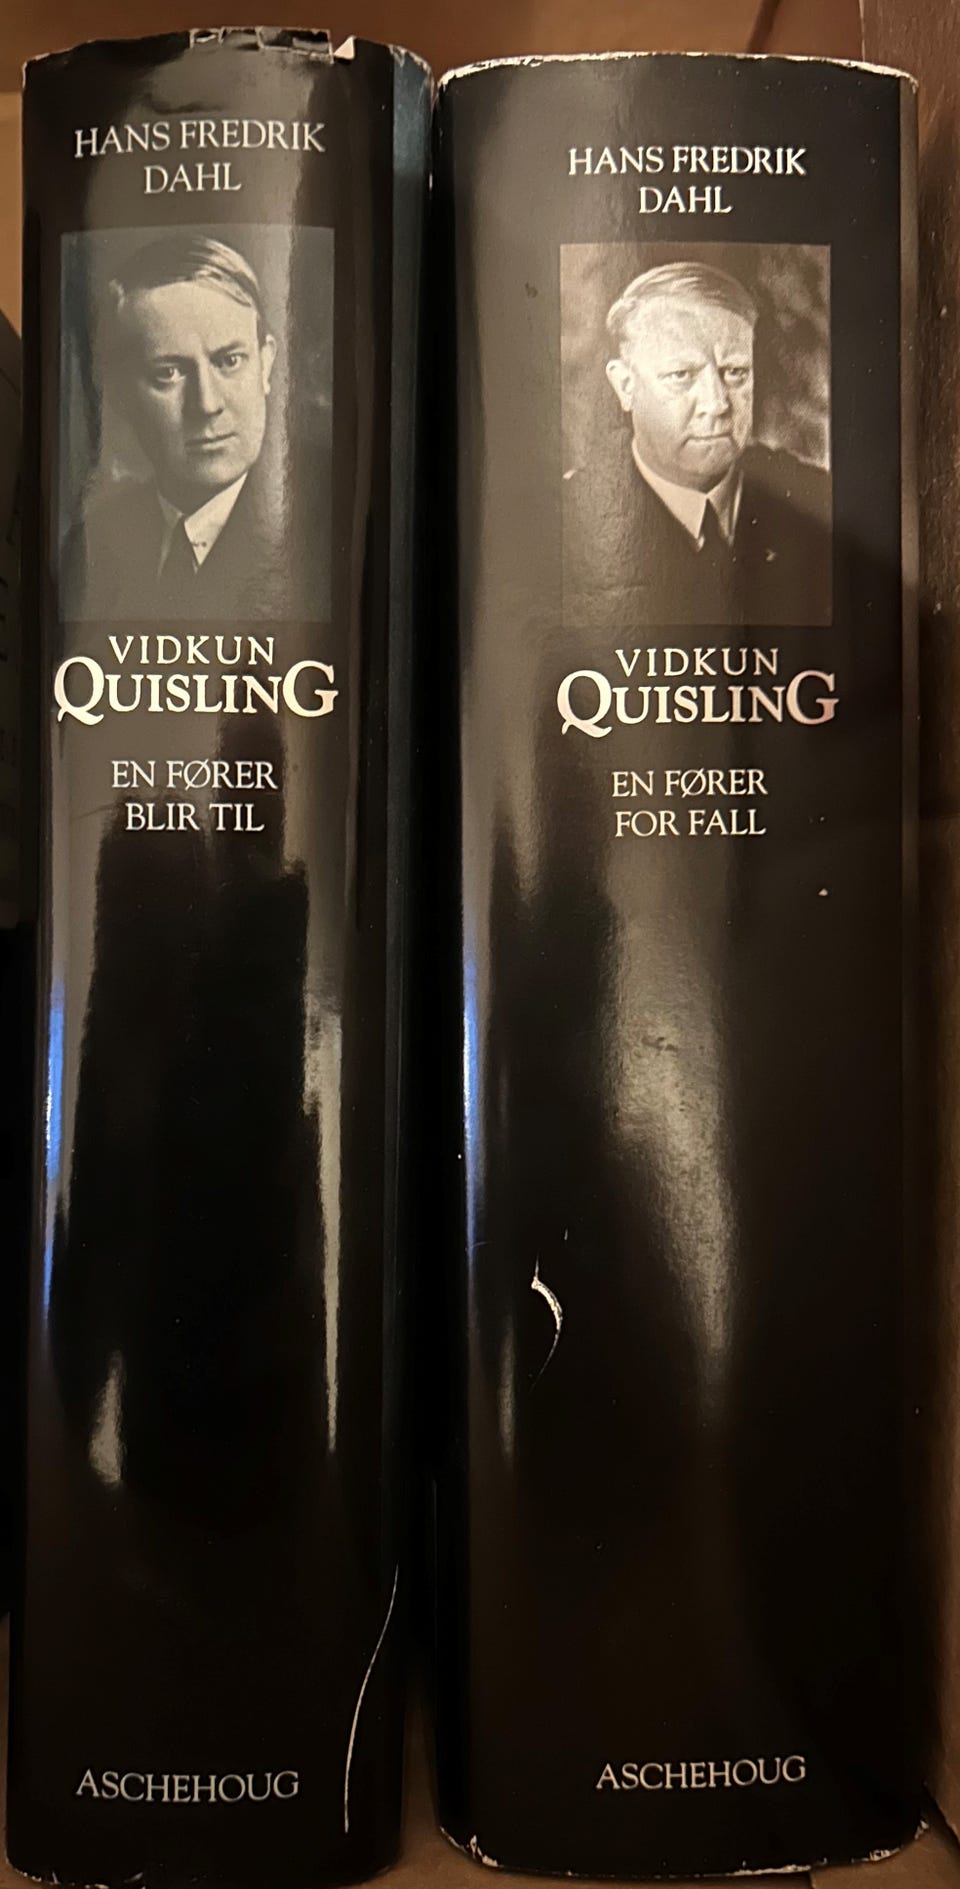 HANS FREDRIK
DAHL
VIDKUN
QUISLING
EN FØRER
BLIR TIL
ASCHEHOUG
HANS FREDRIK
DAHL
VIDKUN
QUISLING
EN FØRER
FOR FALL
ASCHEHOUG